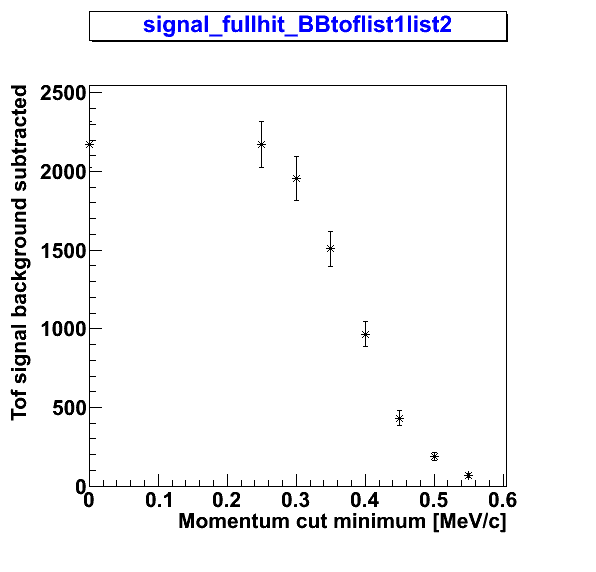 signal_fullhit_BBtoflist1list2
Tof signal background subtracted
2500
2000
1500
1000
500
0
0 0.1 0.2 0.3 0.4 0.5 0.6
Momentum cut minimum [MeV/c]